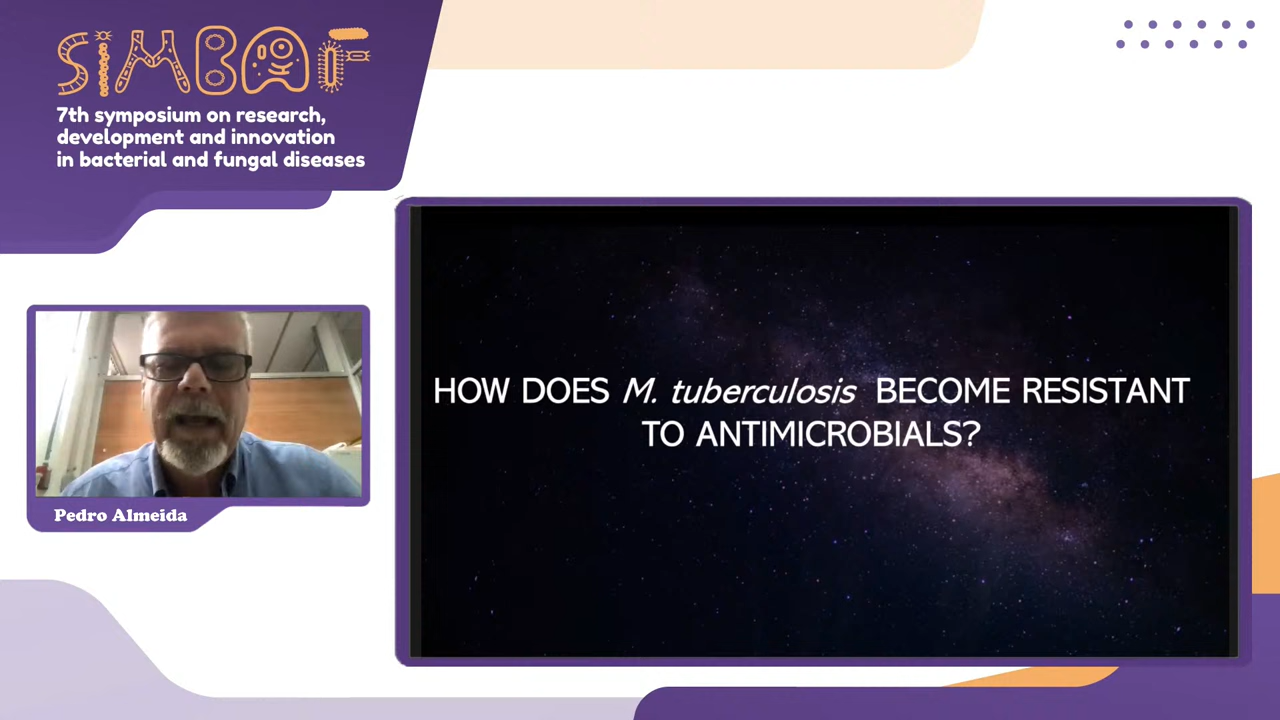 SIMBAF
7th symposium on research,
development and innovation
in bacterial and fungal diseases
HOW DOES M. tuberculosis BECOME RESISTANT
TO ANTIMICROBIALS?
Pedro Almeida